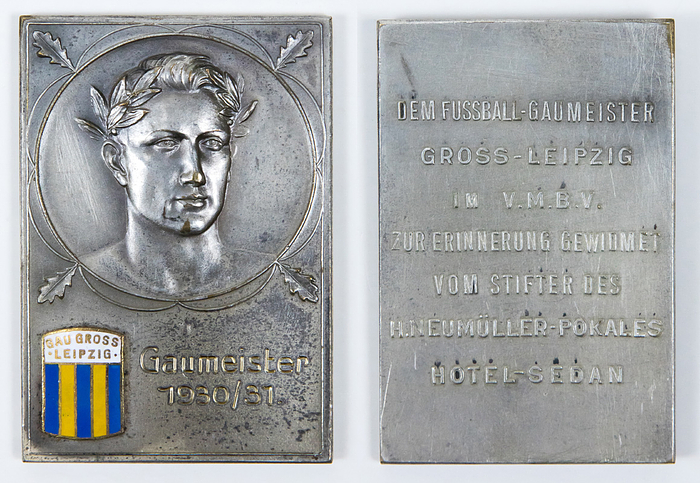 GAU GROSS
-LEIPZIG-
Gaumeister
1930/31
DEM FUSSBALL-GAUMEISTER
GROSS-LEIPZIG
IM V.M.B.V.
ZUR ERINNERUNG GEWIDMET
VOM STIFTER DES
H.NEUMÜLLER-POKALES
HOTEL-SEDAN